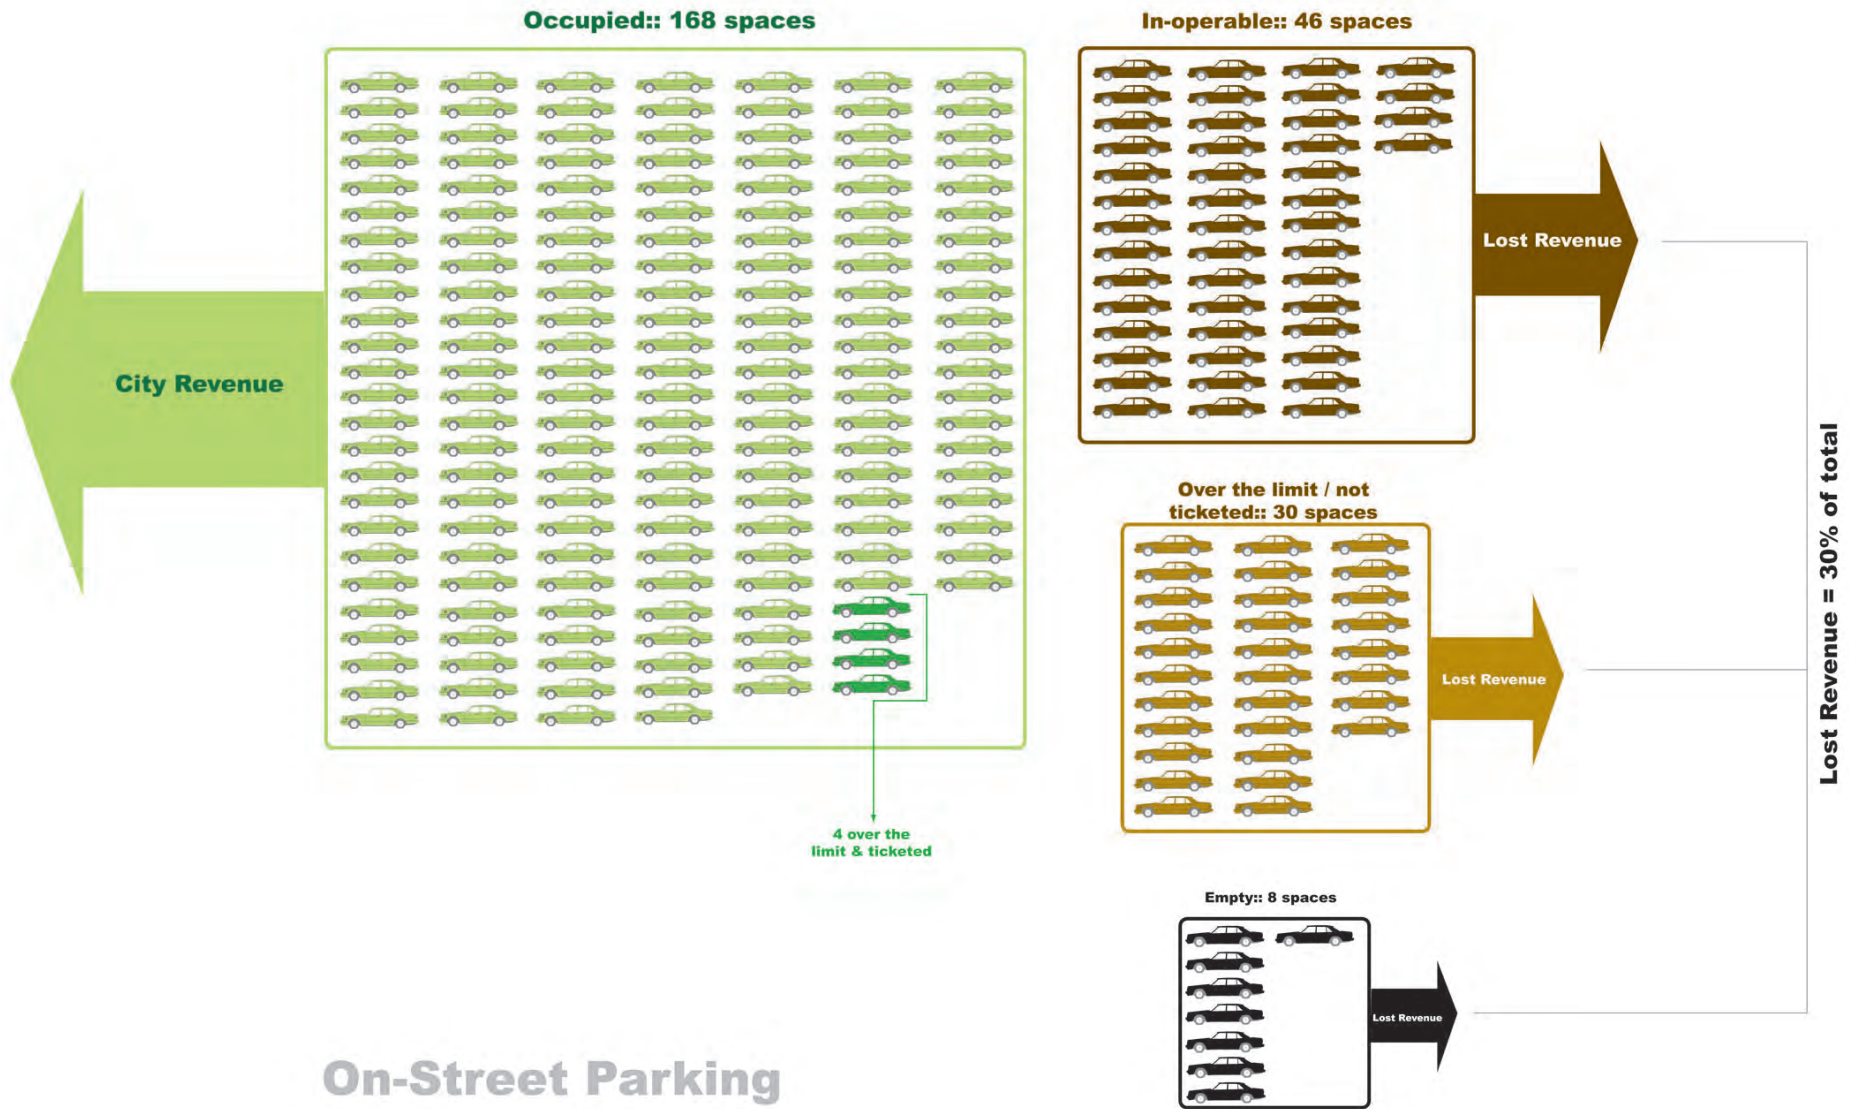 Occupied:: 168 spaces
In-operable:: 46 spaces
City Revenue
Lost Revenue
Over the limit / not
ticketed:: 30 spaces
Lost Revenue
Lost Revenue = 30% of total
4 over the
limit & ticketed
Empty:: 8 spaces
Lost Revenue
On-Street Parking